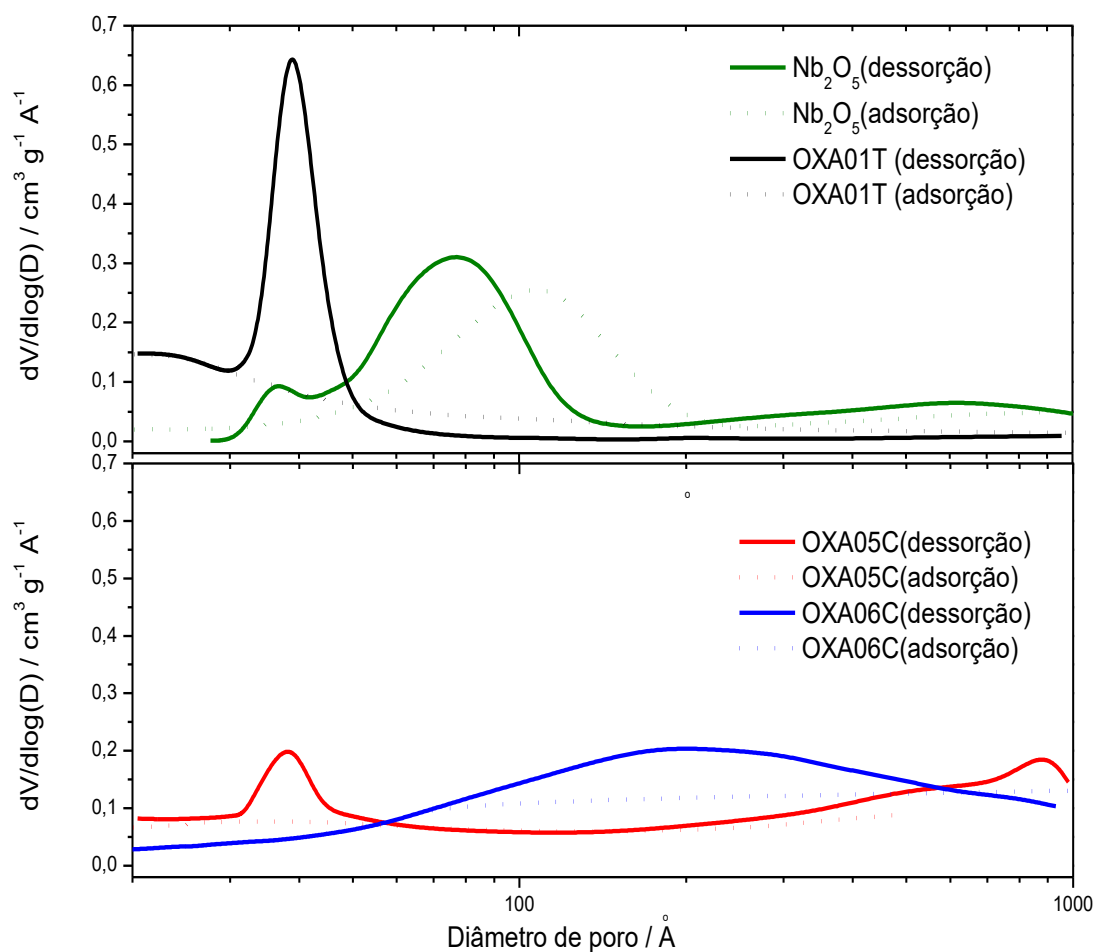 0,7
0,6
0,5
0,4
0,3
0,2
0,1
0,0
dV/dlog(D) / cm³ g⁻¹ A⁻¹
Nb₂O₅(dessorção)
Nb₂O₅(adsorção)
OXA01T (dessorção)
OXA01T (adsorção)
0,7
0,6
0,5
0,4
0,3
0,2
0,1
0,0
dV/dlog(D) / cm³ g⁻¹ A⁻¹
OXA05C(dessorção)
OXA05C(adsorção)
OXA06C(dessorção)
OXA06C(adsorção)
100 1000
Diâmetro de poro / Å